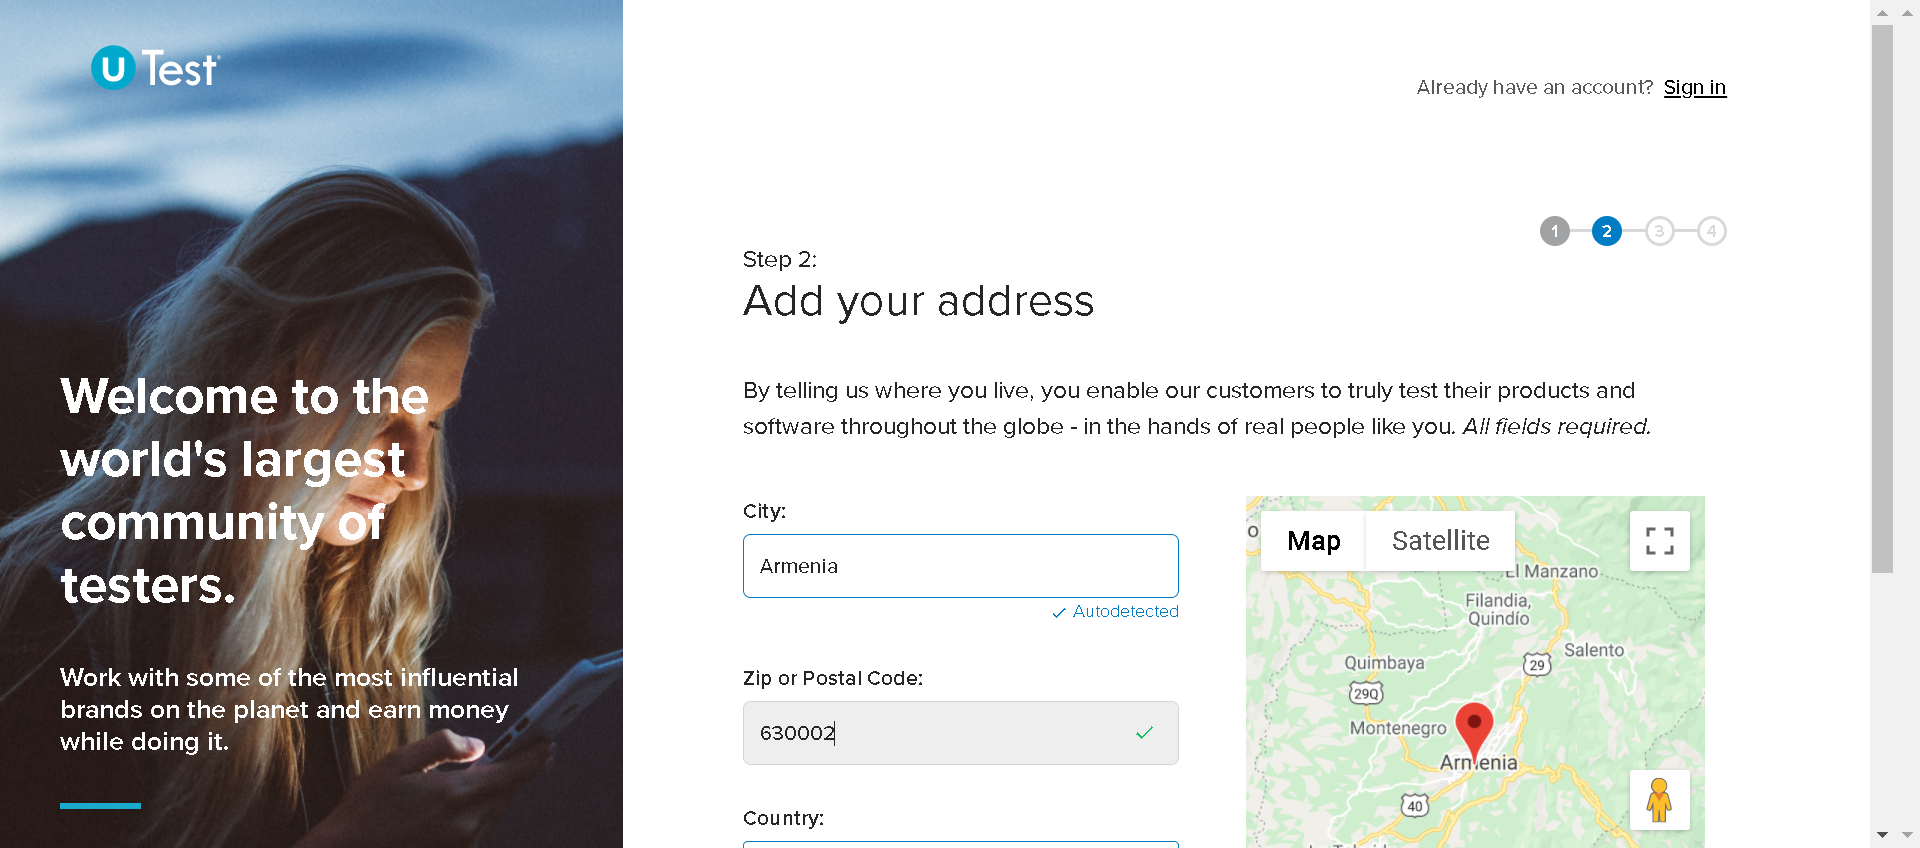 uTest
Already have an account? Sign in
1 2 3 4
Step 2:
Add your address
By telling us where you live, you enable our customers to truly test their products and
software throughout the globe - in the hands of real people like you. All fields required.
Welcome to the
world's largest
community of
testers.
Work with some of the most influential
brands on the planet and earn money
while doing it.
City:
Armenia
Autodetected
Zip or Postal Code:
630002
Country:
Map Satellite
El Manzano
Filandia,
Quindío
Salento
29
Quimbaya
29Q
Montenegro
Armenia
40